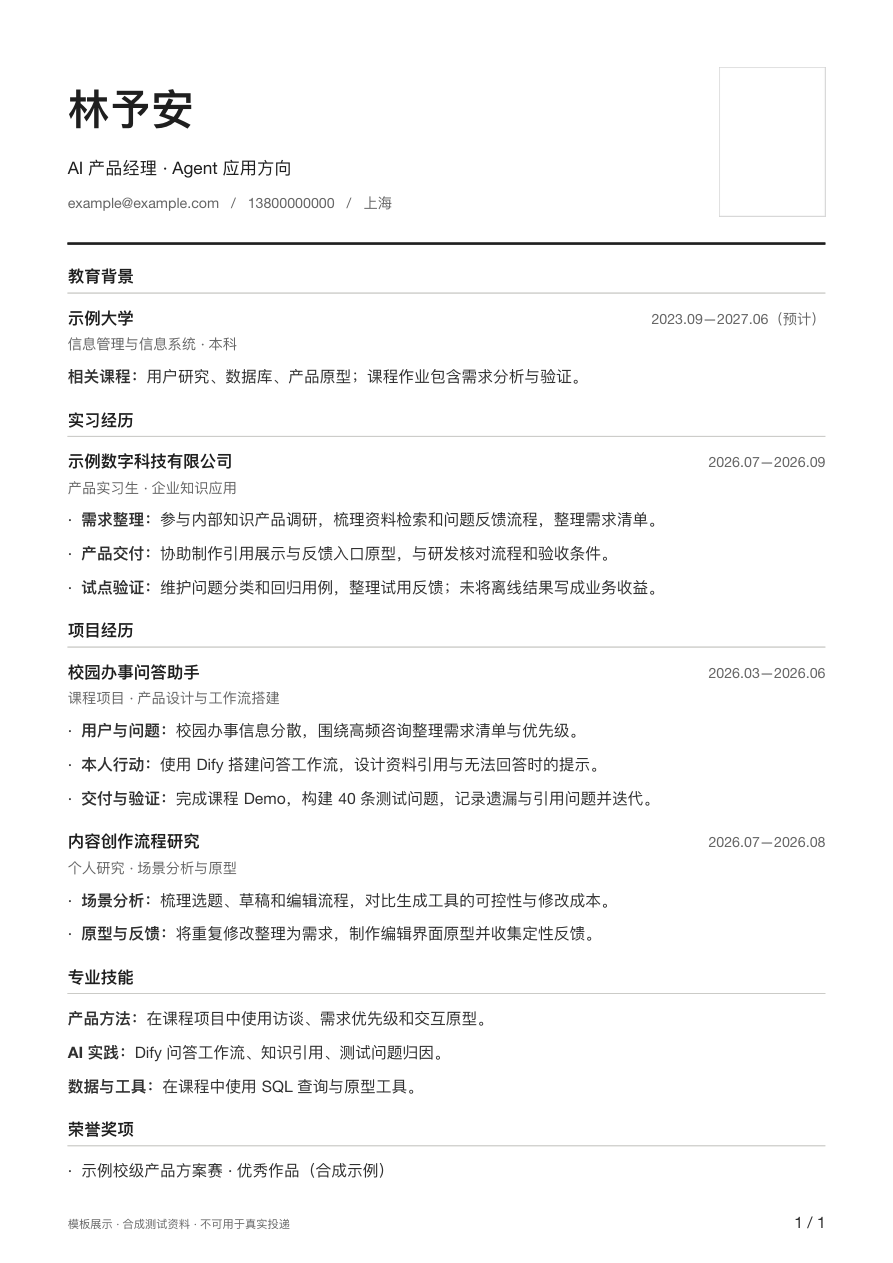 林予安
AI 产品经理 · Agent 应用方向
example@example.com / 13800000000 / 上海
教育背景
示例大学 2023.09—2027.06（预计）
信息管理与信息系统 · 本科
相关课程：用户研究、数据库、产品原型；课程作业包含需求分析与验证。
实习经历
示例数字科技有限公司 2026.07—2026.09
产品实习生 · 企业知识应用
· 需求整理：参与内部知识产品调研，梳理资料检索和问题反馈流程，整理需求清单。
· 产品交付：协助制作引用展示与反馈入口原型，与研发核对流程和验收条件。
· 试点验证：维护问题分类和回归用例，整理试用反馈；未将离线结果写成业务收益。
项目经历
校园办事问答助手 2026.03—2026.06
课程项目 · 产品设计与工作流搭建
· 用户与问题：校园办事信息分散，围绕高频咨询整理需求清单与优先级。
· 本人行动：使用 Dify 搭建问答工作流，设计资料引用与无法回答时的提示。
· 交付与验证：完成课程 Demo，构建 40 条测试问题，记录遗漏与引用问题并迭代。
内容创作流程研究 2026.07—2026.08
个人研究 · 场景分析与原型
· 场景分析：梳理选题、草稿和编辑流程，对比生成工具的可控性与修改成本。
· 原型与反馈：将重复修改整理为需求，制作编辑界面原型并收集定性反馈。
专业技能
产品方法：在课程项目中使用访谈、需求优先级和交互原型。
AI 实践：Dify 问答工作流、知识引用、测试问题归因。
数据与工具：在课程中使用 SQL 查询与原型工具。
荣誉奖项
· 示例校级产品方案赛 · 优秀作品（合成示例）
模板展示 · 合成测试资料 · 不可用于真实投递 1 / 1